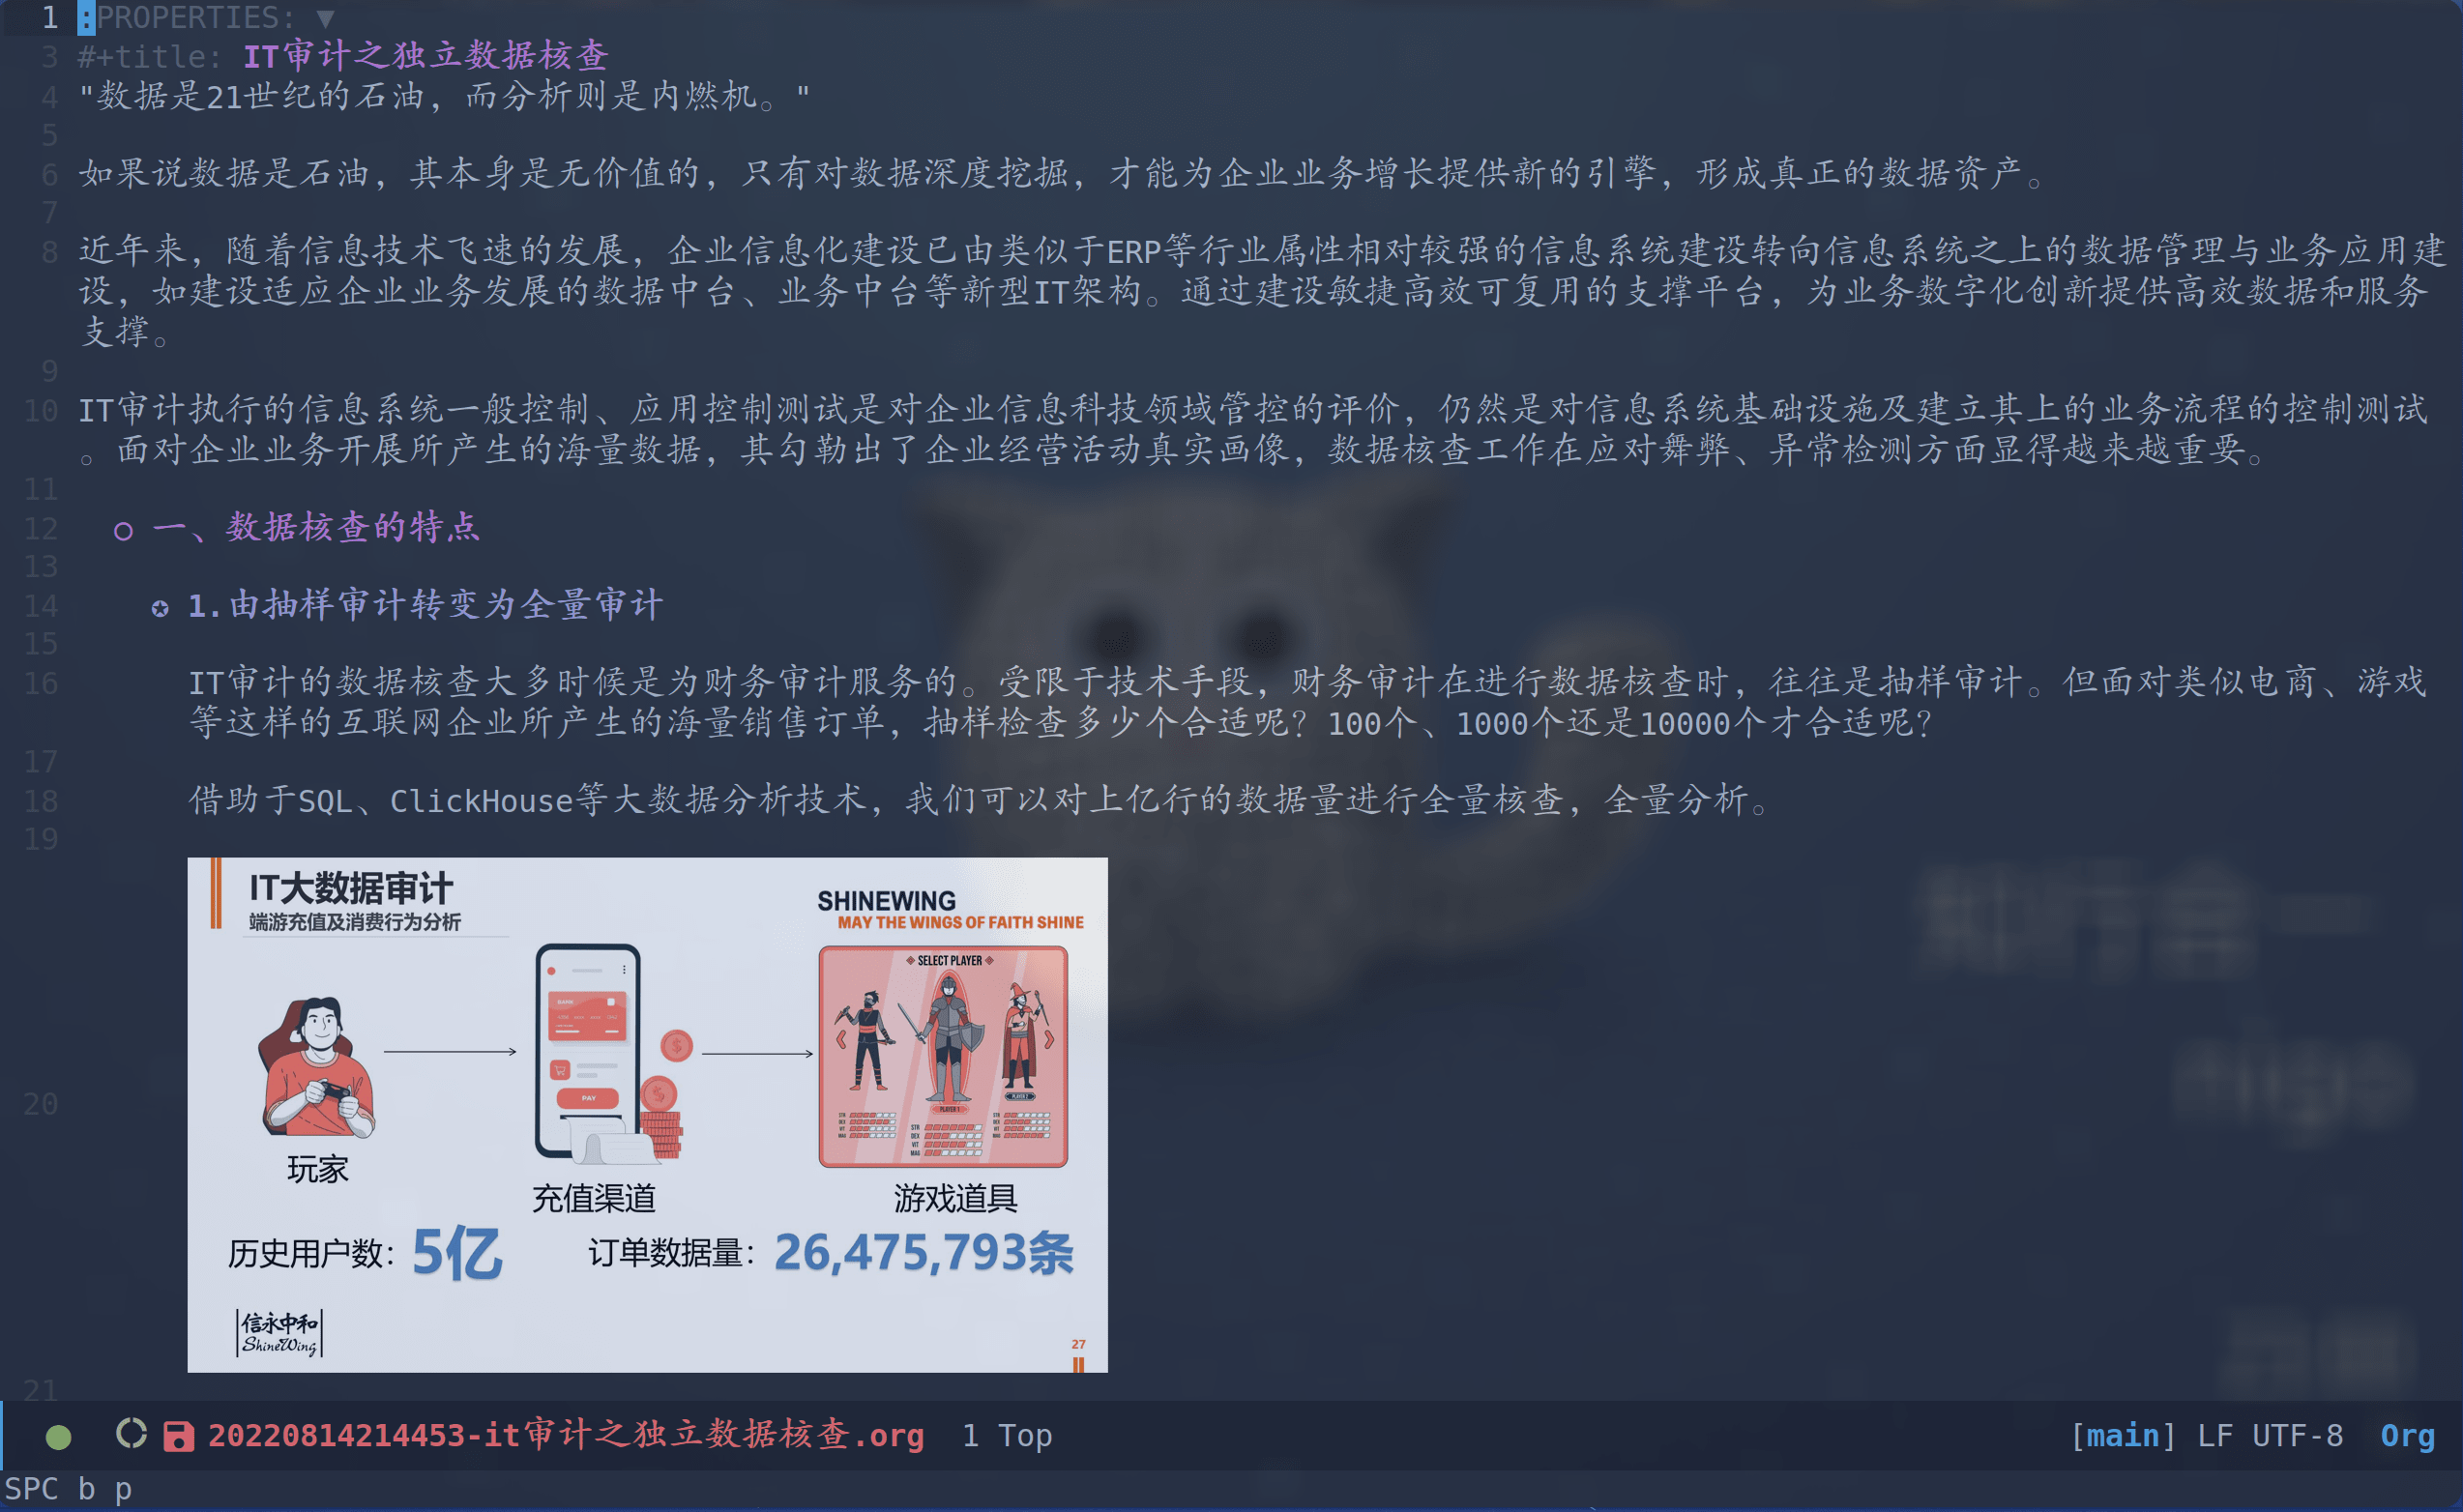 1 :PROPERTIES: ▼
3 #+title: IT审计之独立数据核查
4 "数据是21世纪的石油，而分析则是内燃机。"
5
6 如果说数据是石油，其本身是无价值的，只有对数据深度挖掘，才能为企业业务增长提供新的引擎，形成真正的数据资产。
7
8 近年来，随着信息技术飞速的发展，企业信息化建设已由类似于ERP等行业属性相对较强的信息系统建设转向信息系统之上的数据管理与业务应用建
设，如建设适应企业业务发展的数据中台、业务中台等新型IT架构。通过建设敏捷高效可复用的支撑平台，为业务数字化创新提供高效数据和服务
支撑。
9
10 IT审计执行的信息系统一般控制、应用控制测试是对企业信息科技领域管控的评价，仍然是对信息系统基础设施及建立其上的业务流程的控制测试
。面对企业业务开展所产生的海量数据，其勾勒出了企业经营活动真实画像，数据核查工作在应对舞弊、异常检测方面显得越来越重要。
11
12 ○ 一、数据核查的特点
13
14 ✪ 1.由抽样审计转变为全量审计
15
16 IT审计的数据核查大多时候是为财务审计服务的。受限于技术手段，财务审计在进行数据核查时，往往是抽样审计。但面对类似电商、游戏
等这样的互联网企业所产生的海量销售订单，抽样检查多少个合适呢？100个、1000个还是10000个才合适呢？
17
18 借助于SQL、ClickHouse等大数据分析技术，我们可以对上亿行的数据量进行全量核查，全量分析。
19
IT大数据审计
端游充值及消费行为分析
SHINEWING
MAY THE WINGS OF FAITH SHINE
SELECT PLAYER
BANK
PAY
PLAYER 1
STR
DEX
VIT
MAG
20
玩家
充值渠道
游戏道具
历史用户数：5亿
订单数据量：26,475,793条
信永中和
ShineWing
27
21
20220814214453-it审计之独立数据核查.org 1 Top [main] LF UTF-8 Org
SPC b p